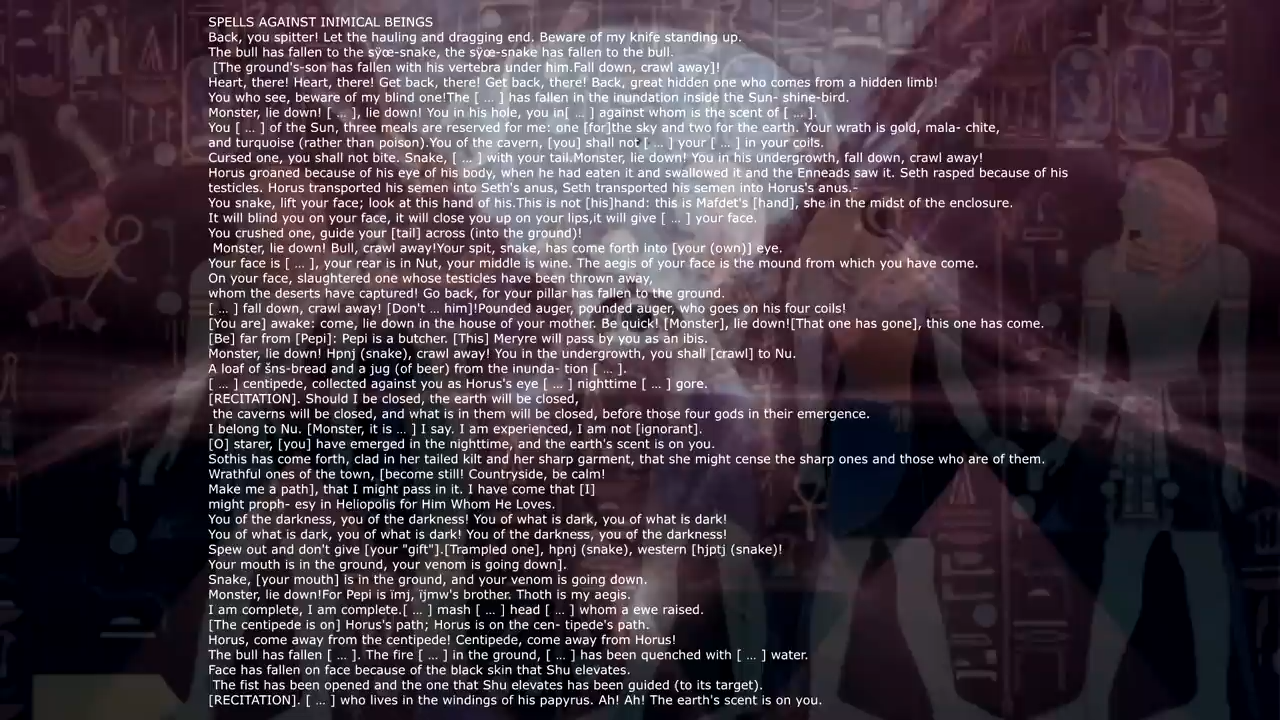 SPELLS AGAINST INIMICAL BEINGS
Back, you spitter! Let the hauling and dragging end. Beware of my knife standing up.
The bull has fallen to the sÿœ-snake, the sÿœ-snake has fallen to the bull.
[The ground's-son has fallen with his vertebra under him.Fall down, crawl away]!
Heart, there! Heart, there! Get back, there! Get back, there! Back, great hidden one who comes from a hidden limb!
You who see, beware of my blind one!The [ … ] has fallen in the inundation inside the Sun- shine-bird.
Monster, lie down! [ … ], lie down! You in his hole, you in[ … ] against whom is the scent of [ … ].
You [ … ] of the Sun, three meals are reserved for me: one [for]the sky and two for the earth. Your wrath is gold, mala- chite,
and turquoise (rather than poison).You of the cavern, [you] shall not [ … ] your [ … ] in your coils.
Cursed one, you shall not bite. Snake, [ … ] with your tail.Monster, lie down! You in his undergrowth, fall down, crawl away!
Horus groaned because of his eye of his body, when he had eaten it and swallowed it and the Enneads saw it. Seth rasped because of his
testicles. Horus transported his semen into Seth's anus, Seth transported his semen into Horus's anus.-
You snake, lift your face; look at this hand of his.This is not [his]hand: this is Mafdet's [hand], she in the midst of the enclosure.
It will blind you on your face, it will close you up on your lips,it will give [ … ] your face.
You crushed one, guide your [tail] across (into the ground)!
Monster, lie down! Bull, crawl away!Your spit, snake, has come forth into [your (own)] eye.
Your face is [ … ], your rear is in Nut, your middle is wine. The aegis of your face is the mound from which you have come.
On your face, slaughtered one whose testicles have been thrown away,
whom the deserts have captured! Go back, for your pillar has fallen to the ground.
[ … ] fall down, crawl away! [Don't … him]!Pounded auger, pounded auger, who goes on his four coils!
[You are] awake: come, lie down in the house of your mother. Be quick! [Monster], lie down![That one has gone], this one has come.
[Be] far from [Pepi]: Pepi is a butcher. [This] Meryre will pass by you as an ibis.
Monster, lie down! Hpnj (snake), crawl away! You in the undergrowth, you shall [crawl] to Nu.
A loaf of šns-bread and a jug (of beer) from the inunda- tion [ … ].
[ … ] centipede, collected against you as Horus's eye [ … ] nighttime [ … ] gore.
[RECITATION]. Should I be closed, the earth will be closed,
the caverns will be closed, and what is in them will be closed, before those four gods in their emergence.
I belong to Nu. [Monster, it is … ] I say. I am experienced, I am not [ignorant].
[O] starer, [you] have emerged in the nighttime, and the earth's scent is on you.
Sothis has come forth, clad in her tailed kilt and her sharp garment, that she might cense the sharp ones and those who are of them.
Wrathful ones of the town, [become still! Countryside, be calm!
Make me a path], that I might pass in it. I have come that [I]
might proph- esy in Heliopolis for Him Whom He Loves.
You of the darkness, you of the darkness! You of what is dark, you of what is dark!
You of what is dark, you of what is dark! You of the darkness, you of the darkness!
Spew out and don't give [your "gift"].[Trampled one], hpnj (snake), western [hjptj (snake)!
Your mouth is in the ground, your venom is going down].
Snake, [your mouth] is in the ground, and your venom is going down.
Monster, lie down!For Pepi is ïmj, ïjmw's brother. Thoth is my aegis.
I am complete, I am complete.[ … ] mash [ … ] head [ … ] whom a ewe raised.
[The centipede is on] Horus's path; Horus is on the cen- tipede's path.
Horus, come away from the centipede! Centipede, come away from Horus!
The bull has fallen [ … ]. The fire [ … ] in the ground, [ … ] has been quenched with [ … ] water.
Face has fallen on face because of the black skin that Shu elevates.
The fist has been opened and the one that Shu elevates has been guided (to its target).
[RECITATION]. [ … ] who lives in the windings of his papyrus. Ah! Ah! The earth's scent is on you.